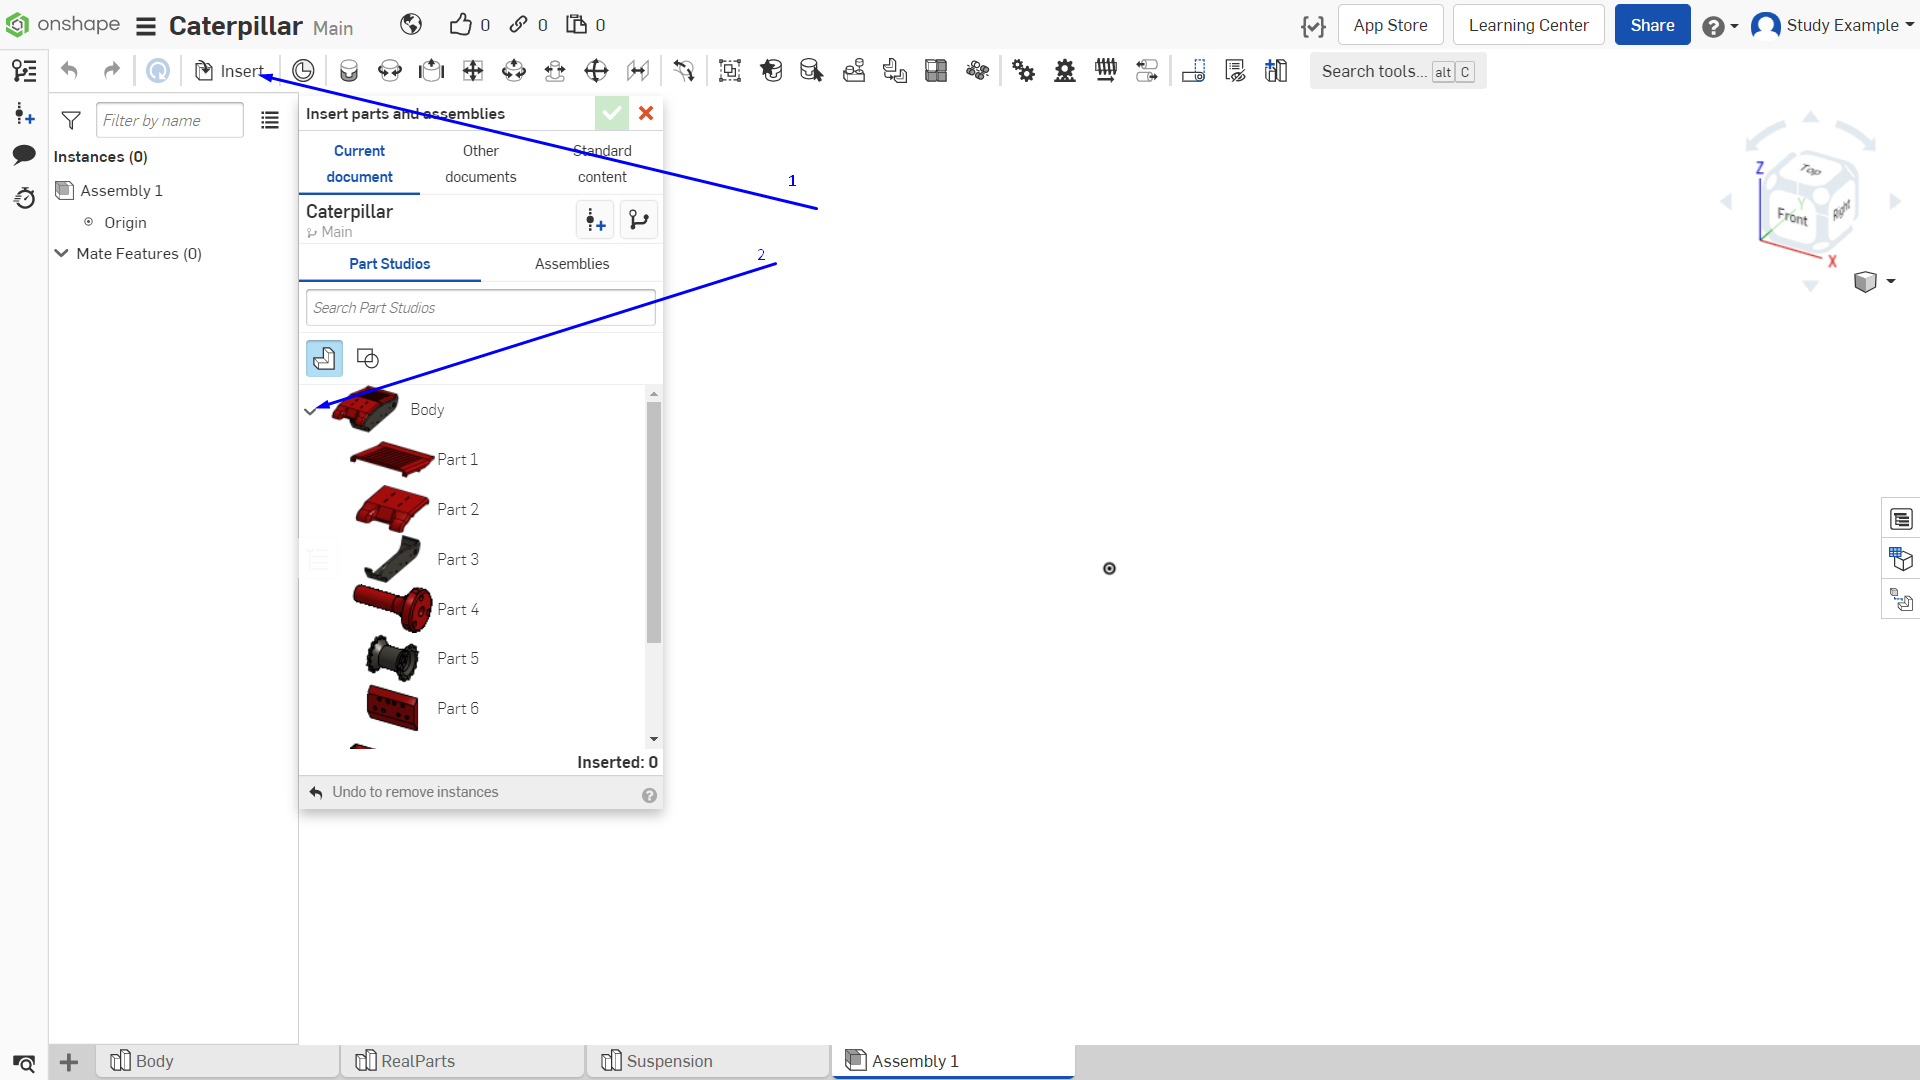 onshape
Caterpillar Main
0
0
0
App Store
Learning Center
Share
Study Example
Insert
Search tools... alt C
Filter by name
Instances (0)
Assembly 1
Origin
Mate Features (0)
Insert parts and assemblies
Current document
Other documents
Standard content
Caterpillar
Main
Part Studios
Assemblies
Search Part Studios
Body
Part 1
Part 2
Part 3
Part 4
Part 5
Part 6
Inserted: 0
Undo to remove instances
1
2
Z
Top
Y
Front
Right
X
Body
RealParts
Suspension
Assembly 1